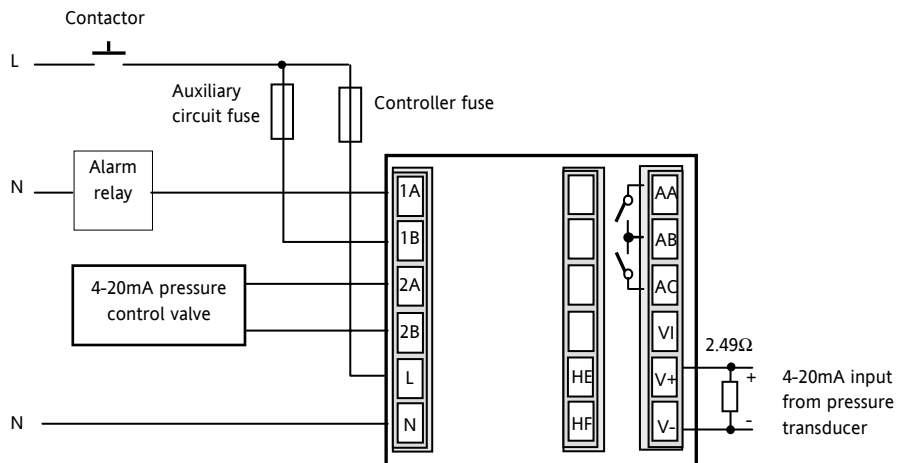 Contactor
L
Auxiliary
circuit fuse
Controller fuse
N
Alarm
relay
1A
1B
2A
2B
L
N
4-20mA pressure
control valve
N
HE
HF
AA
AB
AC
VI
V+
V-
2.49Ω
+
-
4-20mA input
from pressure
transducer